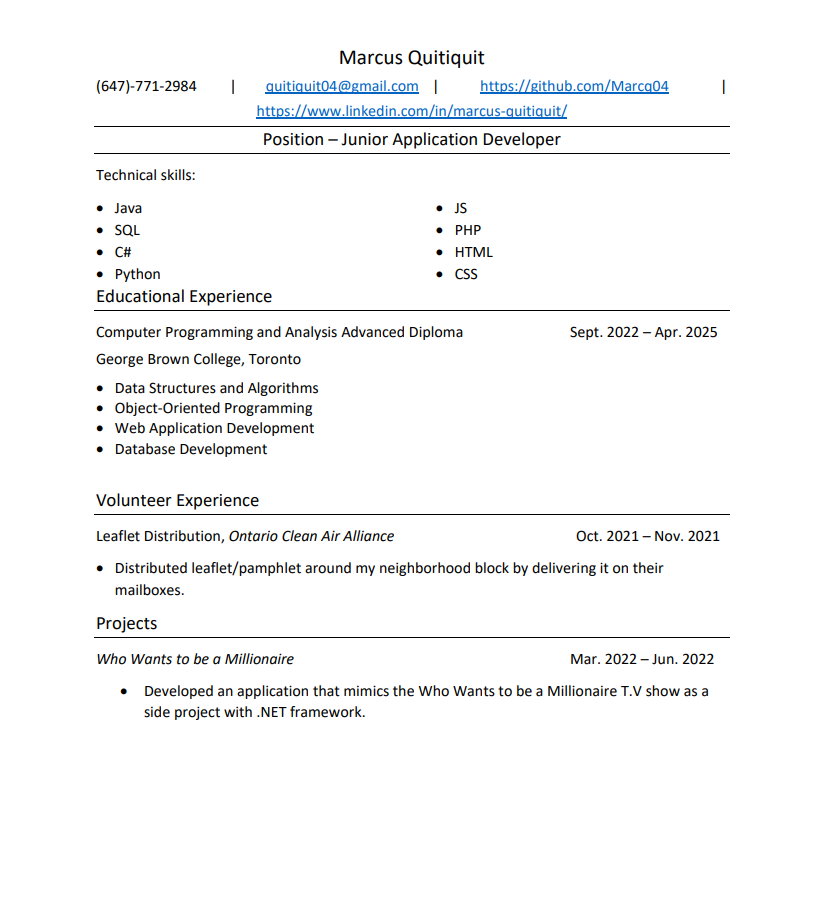 Marcus Quitiquit
(647)-771-2984 | quitiquit04@gmail.com | https://github.com/Marcq04 |
https://www.linkedin.com/in/marcus-quitiquit/
Position – Junior Application Developer
Technical skills:
• Java
• SQL
• C#
• Python
• JS
• PHP
• HTML
• CSS
Educational Experience
Computer Programming and Analysis Advanced Diploma Sept. 2022 – Apr. 2025
George Brown College, Toronto
• Data Structures and Algorithms
• Object-Oriented Programming
• Web Application Development
• Database Development
Volunteer Experience
Leaflet Distribution, Ontario Clean Air Alliance Oct. 2021 – Nov. 2021
• Distributed leaflet/pamphlet around my neighborhood block by delivering it on their
mailboxes.
Projects
Who Wants to be a Millionaire Mar. 2022 – Jun. 2022
• Developed an application that mimics the Who Wants to be a Millionaire T.V show as a
side project with .NET framework.